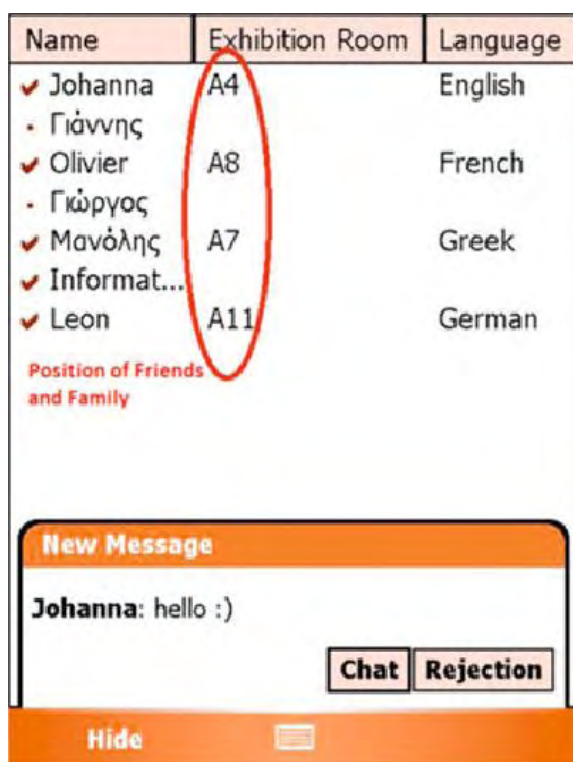 Name Exhibition Room Language
Johanna A4 English
Γιάννης
Olivier A8 French
Γιώργος
Μανόλης A7 Greek
Informat...
Leon A11 German
Position of Friends
and Family
New Message
Johanna: hello :)
Chat Rejection
Hide